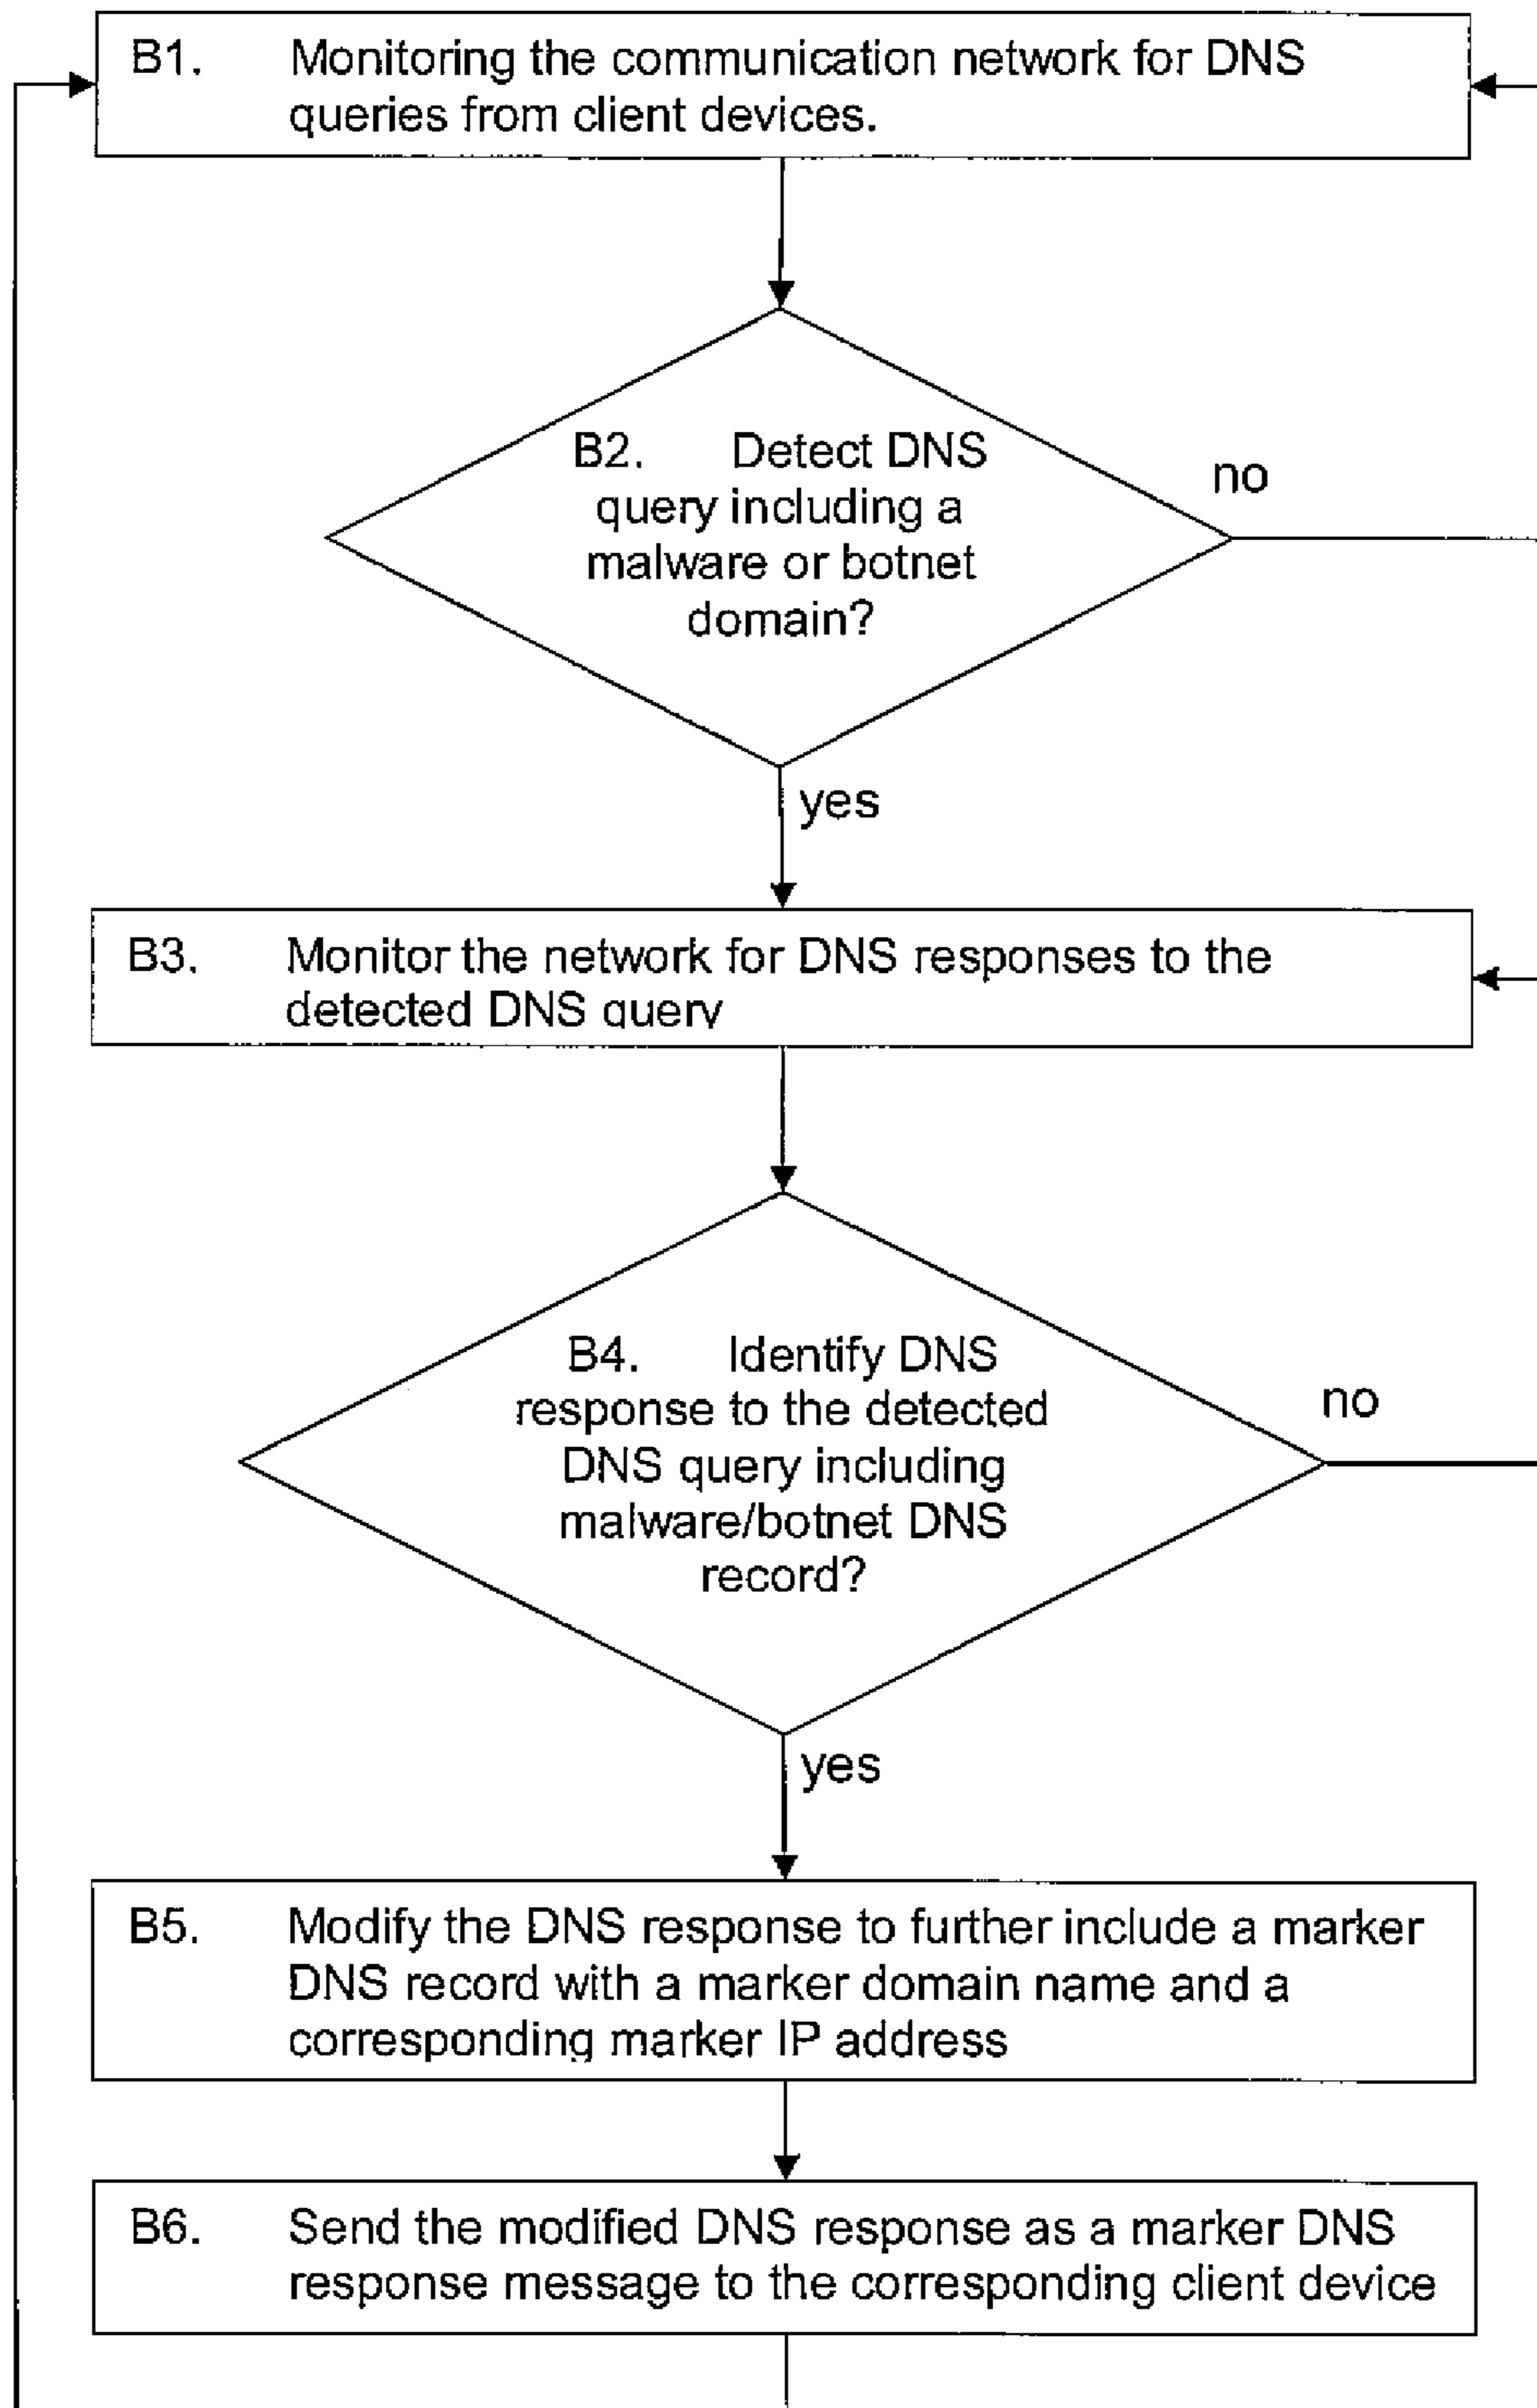 B1. Monitoring the communication network for DNS
queries from client devices.
B2. Detect DNS
query including a
malware or botnet
domain?
no
yes
B3. Monitor the network for DNS responses to the
detected DNS query
B4. Identify DNS
response to the detected
DNS query including
malware/botnet DNS
record?
no
yes
B5. Modify the DNS response to further include a marker
DNS record with a marker domain name and a
corresponding marker IP address
B6. Send the modified DNS response as a marker DNS
response message to the corresponding client device